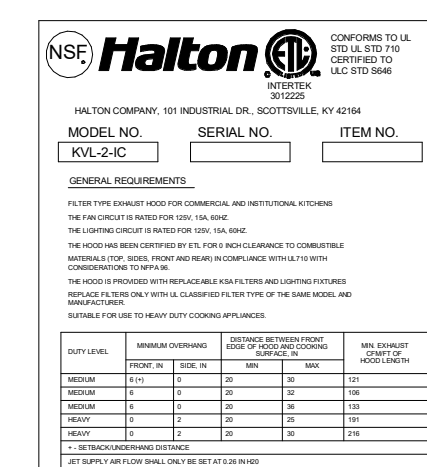 NSF Halton ETL CONFORMS TO UL
STD UL STD 710
CERTIFIED TO
ULC STD S646
C LISTED US
INTERTEK
3012225
HALTON COMPANY, 101 INDUSTRIAL DR., SCOTTSVILLE, KY 42164
MODEL NO. SERIAL NO. ITEM NO.
KVL-2-IC
GENERAL REQUIREMENTS
FILTER TYPE EXHAUST HOOD FOR COMMERCIAL AND INSTITUTIONAL KITCHENS
THE FAN CIRCUIT IS RATED FOR 125V, 15A, 60HZ.
THE LIGHTING CIRCUIT IS RATED FOR 125V, 15A, 60HZ.
THE HOOD HAS BEEN CERTIFIED BY ETL FOR 0 INCH CLEARANCE TO COMBUSTIBLE
MATERIALS (TOP, SIDES, FRONT AND REAR) IN COMPLIANCE WITH UL710 WITH
CONSIDERATIONS TO NFPA 96.
THE HOOD IS PROVIDED WITH REPLACEABLE KSA FILTERS AND LIGHTING FIXTURES
REPLACE FILTERS ONLY WITH UL CLASSIFIED FILTER TYPE OF THE SAME MODEL AND
MANUFACTURER.
SUITABLE FOR USE TO HEAVY DUTY COOKING APPLIANCES.
DUTY LEVEL MINIMUM OVERHANG DISTANCE BETWEEN FRONT EDGE OF HOOD AND COOKING SURFACE, IN MIN. EXHAUST CFM/FT OF HOOD LENGTH
FRONT, IN SIDE, IN MIN MAX
MEDIUM 6 (+) 0 20 30 121
MEDIUM 6 0 20 32 106
MEDIUM 6 0 20 36 133
HEAVY 0 2 20 25 191
HEAVY 0 2 20 30 216
+ - SETBACK/UNDERHANG DISTANCE
JET SUPPLY AIR FLOW SHALL ONLY BE SET AT 0.26 IN H20